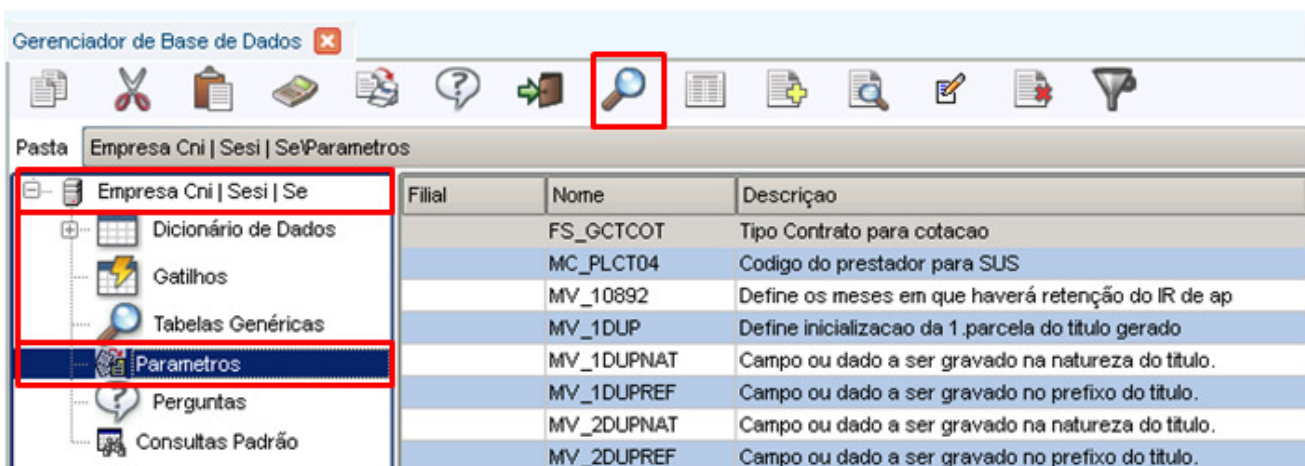 Gerenciador de Base de Dados
Pasta Empresa Cni | Sesi | Se\Parametros
Empresa Cni | Sesi | Se
Dicionário de Dados
Gatilhos
Tabelas Genéricas
Parametros
Perguntas
Consultas Padrão
Filial Nome Descriçao
FS_GCTCOT Tipo Contrato para cotacao
MC_PLCT04 Codigo do prestador para SUS
MV_10892 Define os meses em que haverá retenção do IR de ap
MV_1DUP Define inicializacao da 1.parcela do titulo gerado
MV_1DUPNAT Campo ou dado a ser gravado na natureza do titulo.
MV_1DUPREF Campo ou dado a ser gravado no prefixo do titulo.
MV_2DUPNAT Campo ou dado a ser gravado na natureza do titulo.
MV_2DUPREF Campo ou dado a ser gravado no prefixo do titulo.